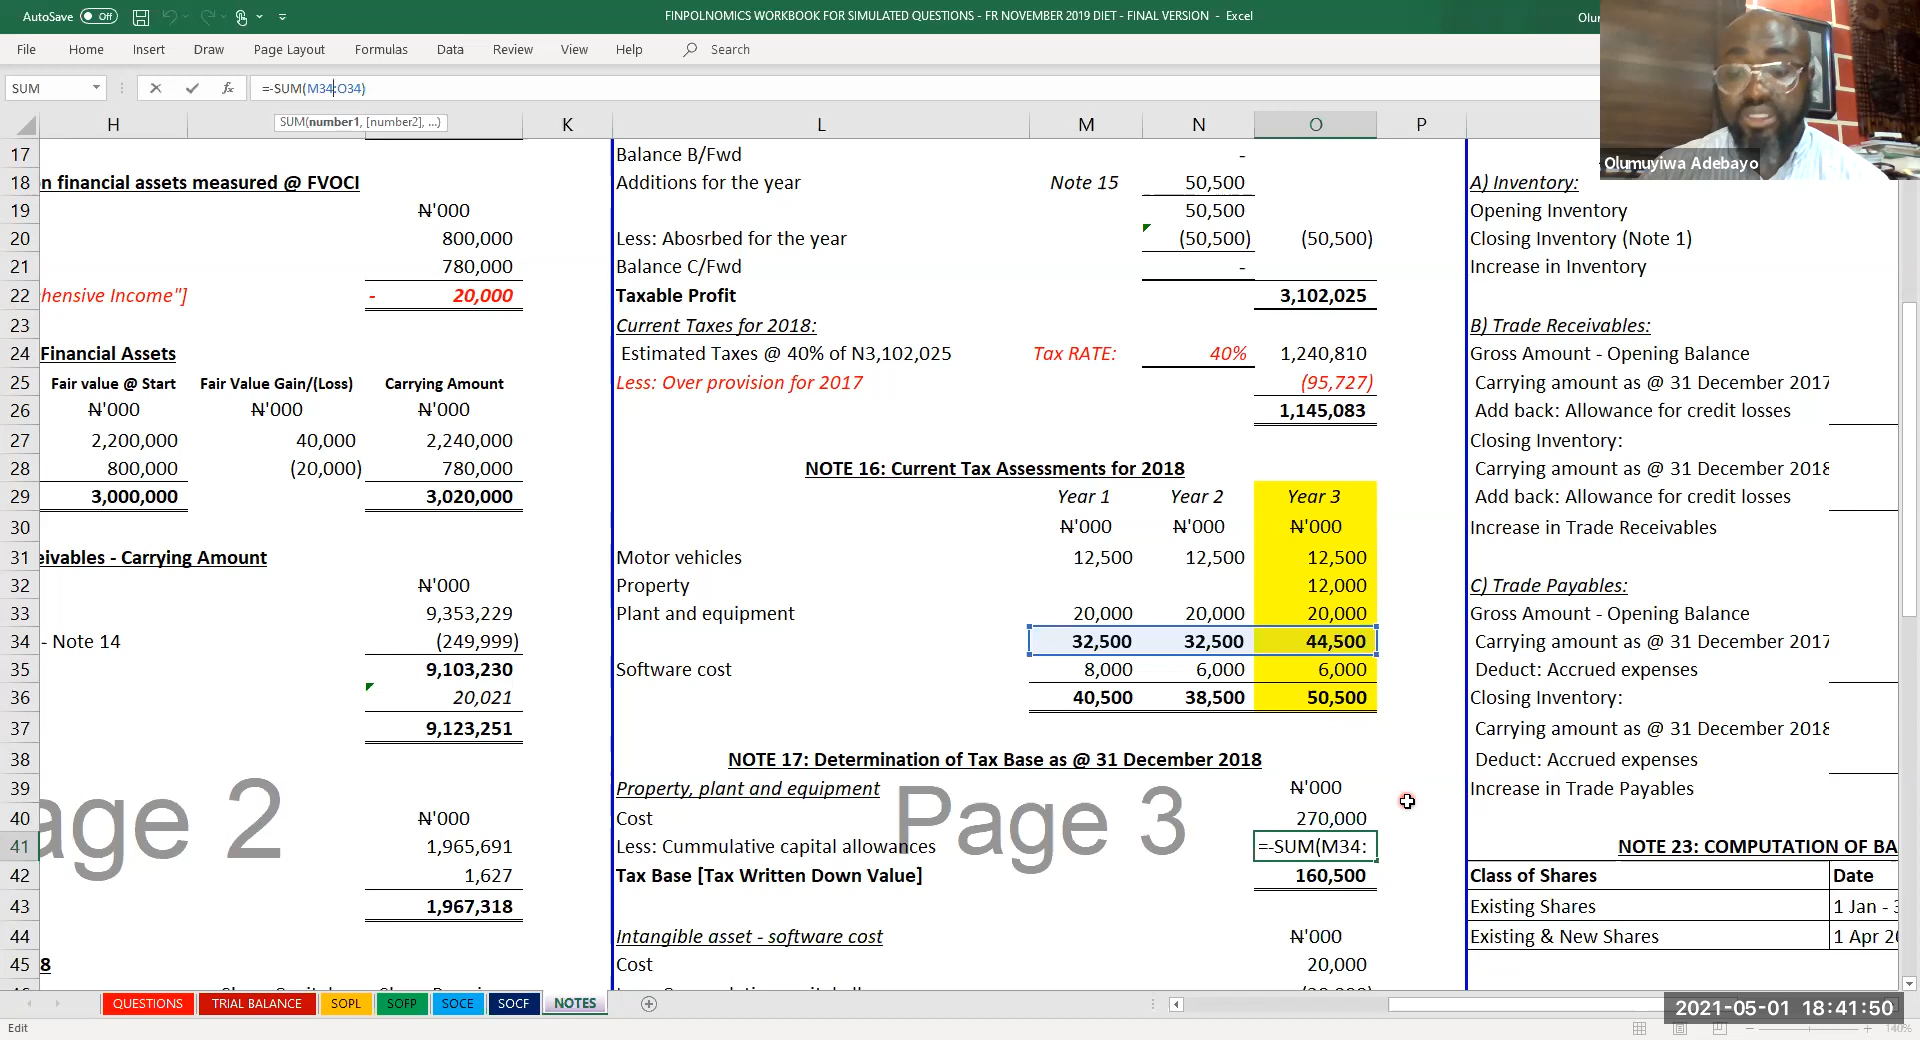 AutoSave Off
FINPOLNOMICS WORKBOOK FOR SIMULATED QUESTIONS - FR NOVEMBER 2019 DIET - FINAL VERSION - Excel
Olu
File Home Insert Draw Page Layout Formulas Data Review View Help Search
SUM =-SUM(M34:O34)
SUM(number1, [number2], ...)
Olumuyiwa Adebayo
H K L M N O P
17 Balance B/Fwd -
18 n financial assets measured @ FVOCI Additions for the year Note 15 50,500 A) Inventory:
19 ₦'000 50,500 Opening Inventory
20 800,000 Less: Abosrbed for the year (50,500) (50,500) Closing Inventory (Note 1)
21 780,000 Balance C/Fwd - Increase in Inventory
22 hensive Income"] - 20,000 Taxable Profit 3,102,025
23 Current Taxes for 2018: B) Trade Receivables:
24 Financial Assets Estimated Taxes @ 40% of N3,102,025 Tax RATE: 40% 1,240,810 Gross Amount - Opening Balance
25 Fair value @ Start Fair Value Gain/(Loss) Carrying Amount Less: Over provision for 2017 (95,727) Carrying amount as @ 31 December 2017
26 ₦'000 ₦'000 ₦'000 1,145,083 Add back: Allowance for credit losses
27 2,200,000 40,000 2,240,000 Closing Inventory:
28 800,000 (20,000) 780,000 NOTE 16: Current Tax Assessments for 2018 Carrying amount as @ 31 December 2018
29 3,000,000 3,020,000 Year 1 Year 2 Year 3 Add back: Allowance for credit losses
30 ₦'000 ₦'000 ₦'000 Increase in Trade Receivables
31 eivables - Carrying Amount Motor vehicles 12,500 12,500 12,500
32 ₦'000 Property 12,000 C) Trade Payables:
33 9,353,229 Plant and equipment 20,000 20,000 20,000 Gross Amount - Opening Balance
34 - Note 14 (249,999) 32,500 32,500 44,500 Carrying amount as @ 31 December 2017
35 9,103,230 Software cost 8,000 6,000 6,000 Deduct: Accrued expenses
36 20,021 40,500 38,500 50,500 Closing Inventory:
37 9,123,251 Carrying amount as @ 31 December 2018
38 NOTE 17: Determination of Tax Base as @ 31 December 2018 Deduct: Accrued expenses
39 Property, plant and equipment ₦'000 Increase in Trade Payables
age 2 Page 3
40 ₦'000 Cost 270,000
41 1,965,691 Less: Cummulative capital allowances =-SUM(M34: NOTE 23: COMPUTATION OF BA
42 1,627 Tax Base [Tax Written Down Value] 160,500 Class of Shares Date
43 1,967,318 Existing Shares 1 Jan - 3
44 Intangible asset - software cost ₦'000 Existing & New Shares 1 Apr 20
45 8 Cost 20,000
QUESTIONS TRIAL BALANCE SOPL SOFP SOCE SOCF NOTES
2021-05-01 18:41:50
Edit 140%